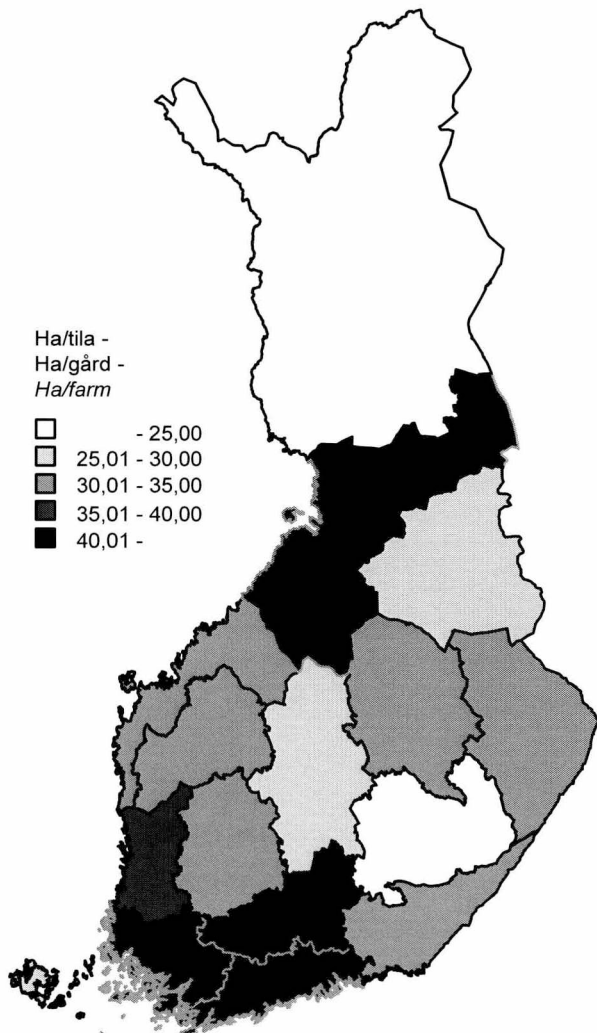 Ha/tila -
Ha/gård -
Ha/farm
- 25,00
25,01 - 30,00
30,01 - 35,00
35,01 - 40,00
40,01 -